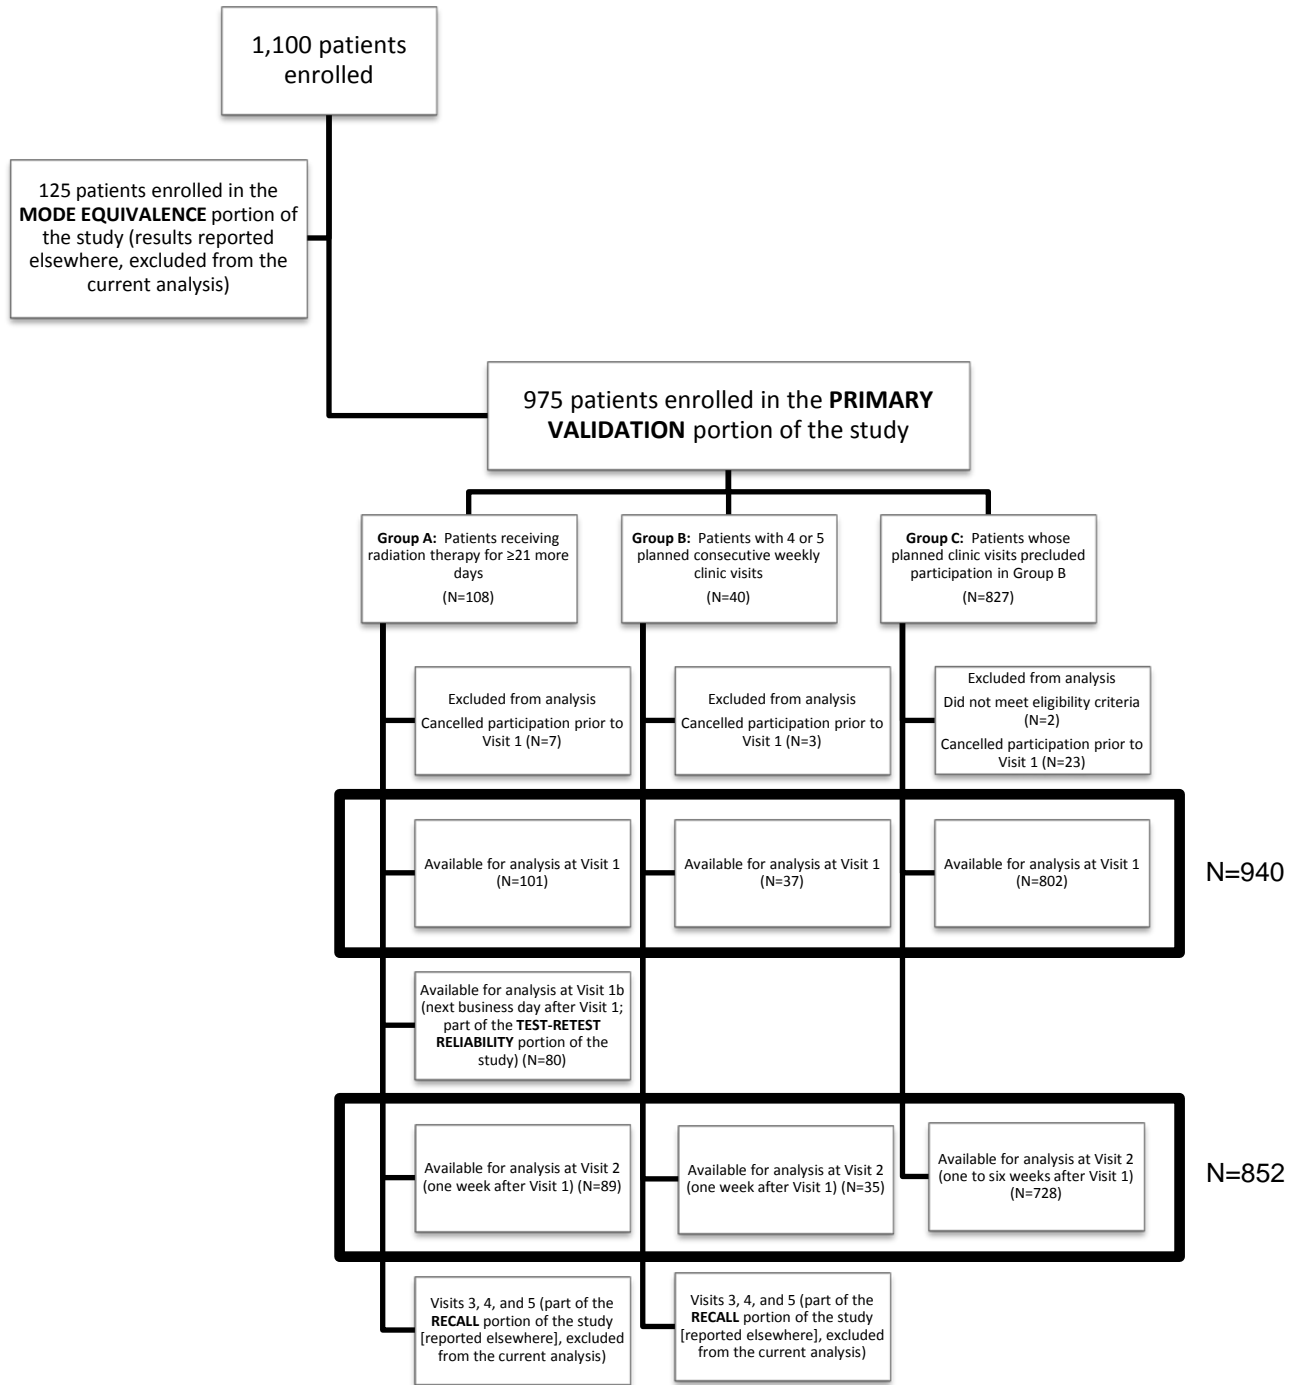 1,100 patients
enrolled
125 patients enrolled in the
MODE EQUIVALENCE portion of
the study (results reported
elsewhere, excluded from the
current analysis)
975 patients enrolled in the PRIMARY
VALIDATION portion of the study
Group A: Patients receiving
radiation therapy for ≥21 more
days
(N=108)
Group B: Patients with 4 or 5
planned consecutive weekly
clinic visits
(N=40)
Group C: Patients whose
planned clinic visits precluded
participation in Group B
(N=827)
Excluded from analysis
Cancelled participation prior to
Visit 1 (N=7)
Excluded from analysis
Cancelled participation prior to
Visit 1 (N=3)
Excluded from analysis
Did not meet eligibility criteria
(N=2)
Cancelled participation prior to
Visit 1 (N=23)
Available for analysis at Visit 1
(N=101)
Available for analysis at Visit 1
(N=37)
Available for analysis at Visit 1
(N=802)
N=940
Available for analysis at Visit 1b
(next business day after Visit 1;
part of the TEST-RETEST
RELIABILITY portion of the
study) (N=80)
Available for analysis at Visit 2
(one week after Visit 1) (N=89)
Available for analysis at Visit 2
(one week after Visit 1) (N=35)
Available for analysis at Visit 2
(one to six weeks after Visit 1)
(N=728)
N=852
Visits 3, 4, and 5 (part of the
RECALL portion of the study
[reported elsewhere], excluded
from the current analysis)
Visits 3, 4, and 5 (part of the
RECALL portion of the study
[reported elsewhere], excluded
from the current analysis)